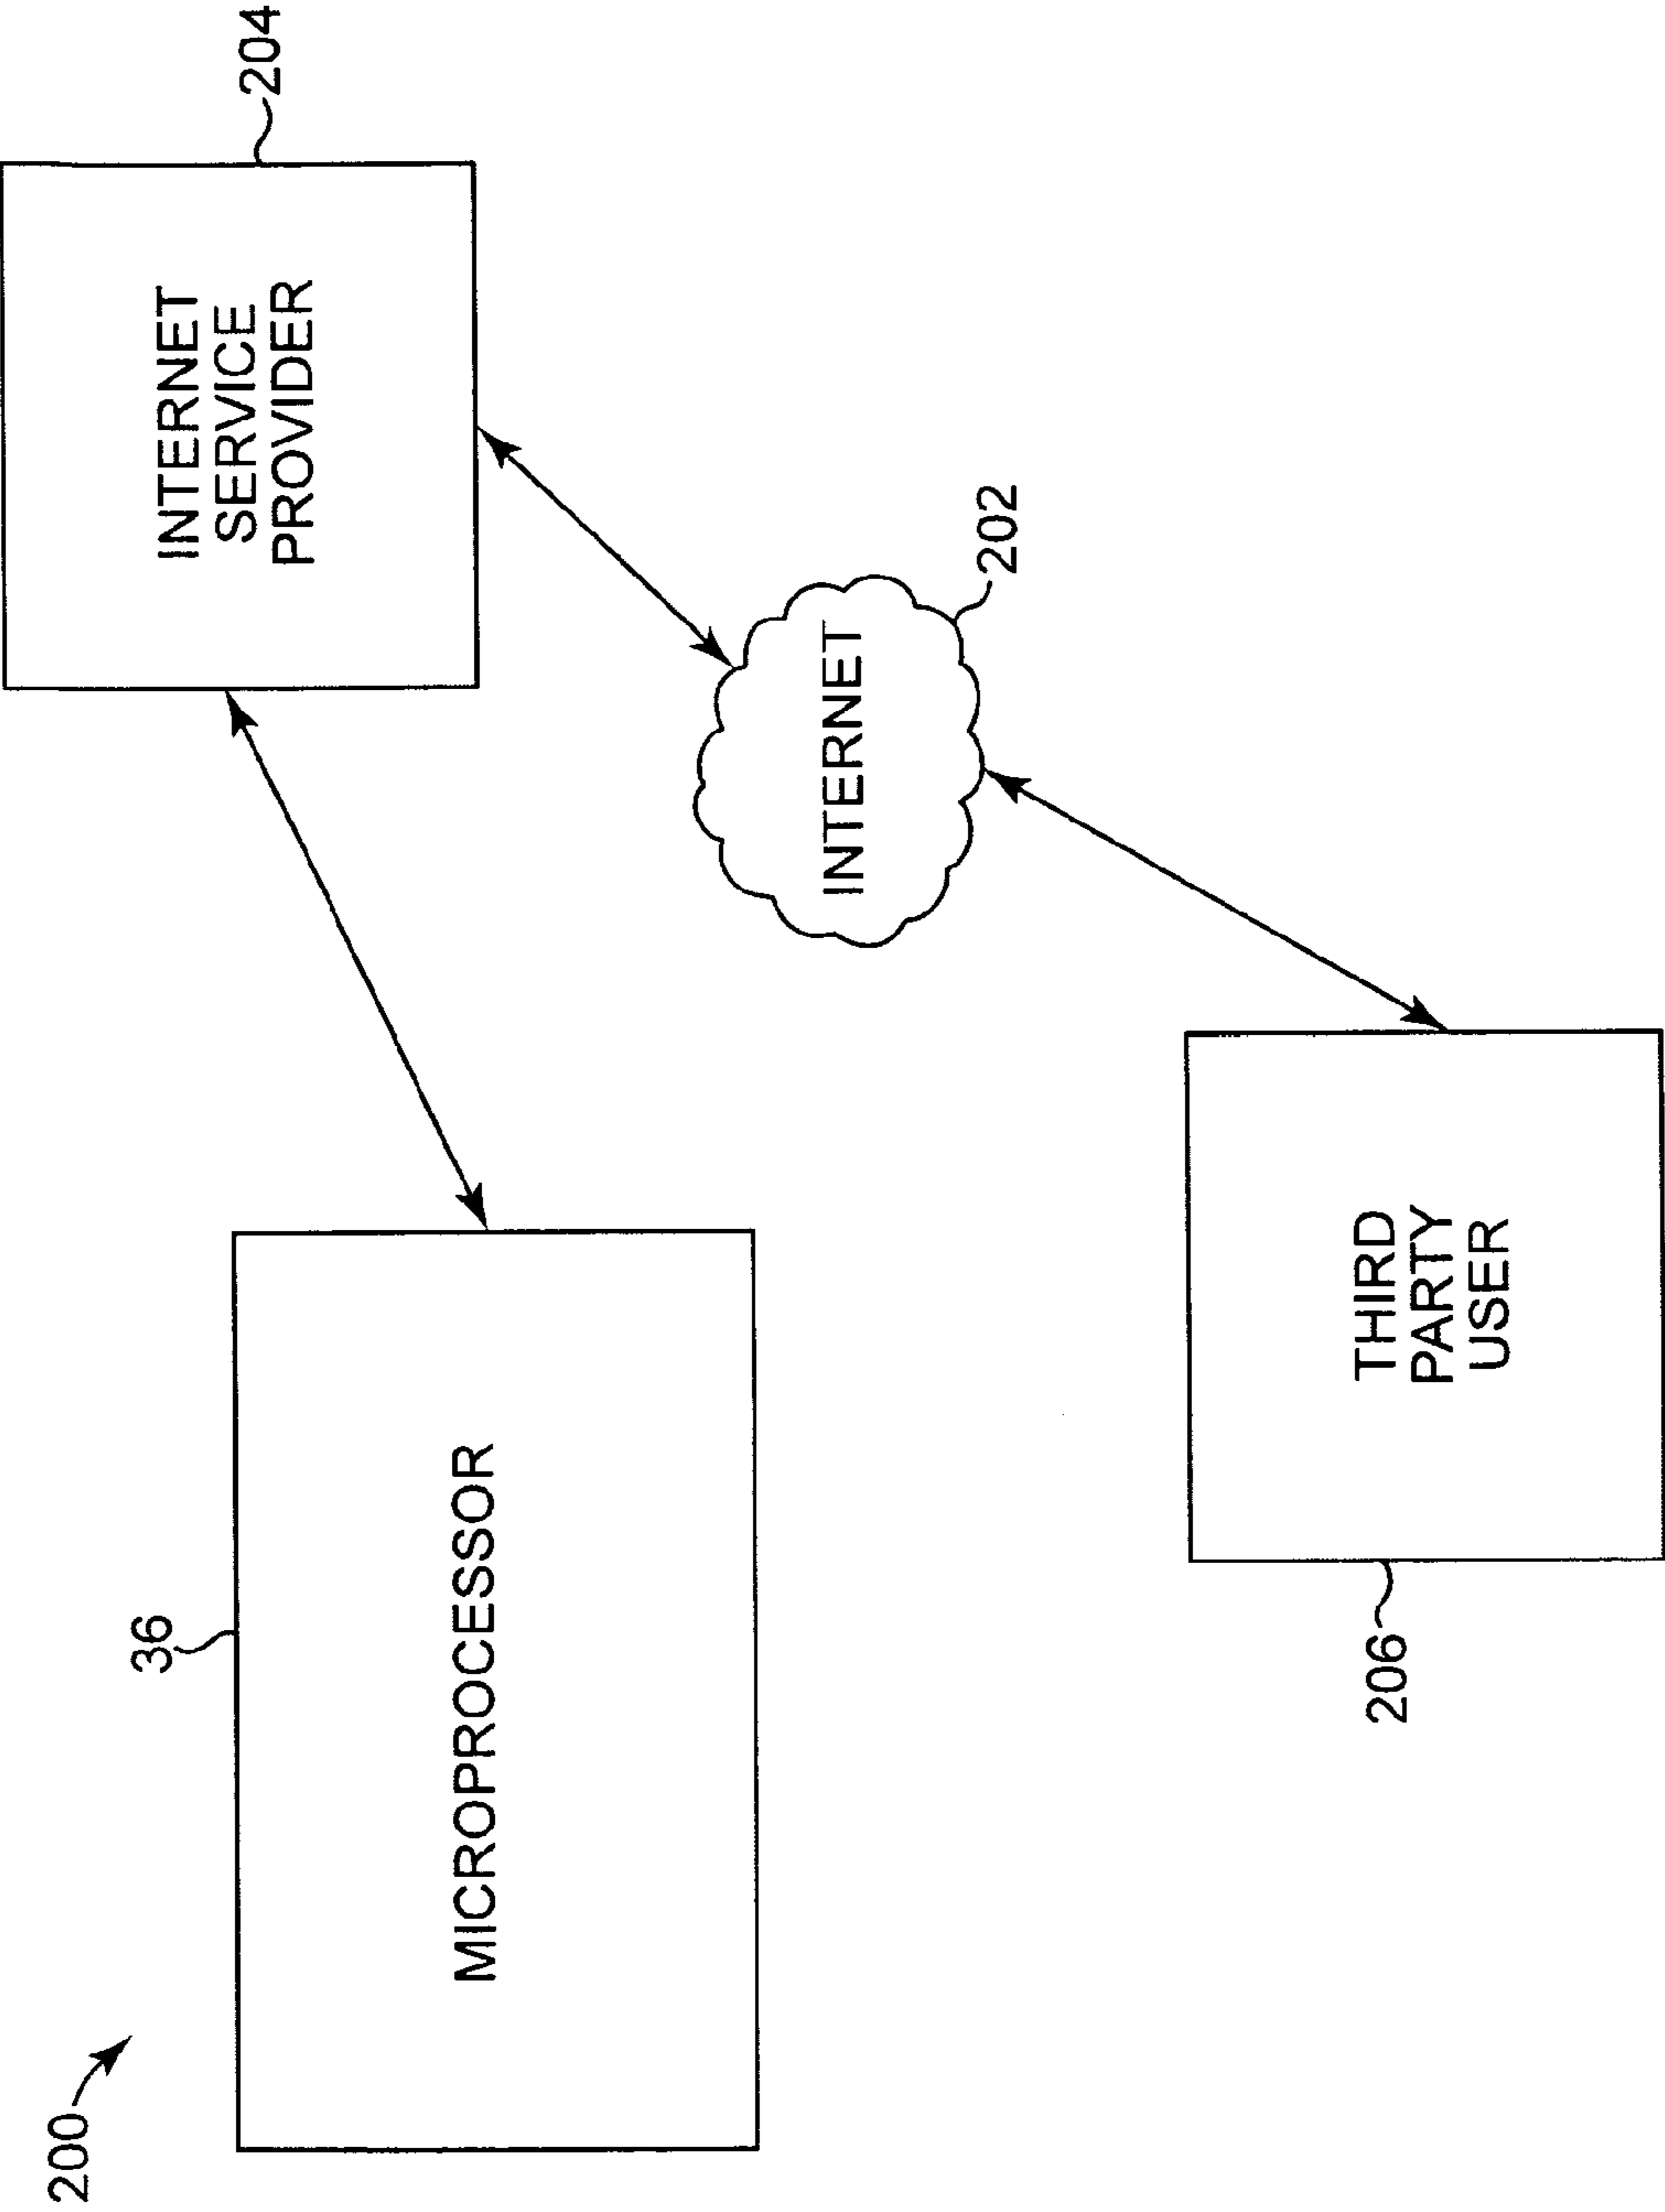 200
36
MICROPROCESSOR
INTERNET
SERVICE
PROVIDER
204
INTERNET
202
THIRD
PARTY
USER
206